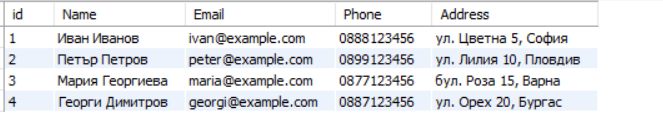 id Name Email Phone Address
1 Иван Иванов ivan@example.com 0888123456 ул. Цветна 5, София
2 Петър Петров peter@example.com 0899123456 ул. Лилия 10, Пловдив
3 Мария Георгиева maria@example.com 0877123456 бул. Роза 15, Варна
4 Георги Димитров georgi@example.com 0887123456 ул. Орех 20, Бургас